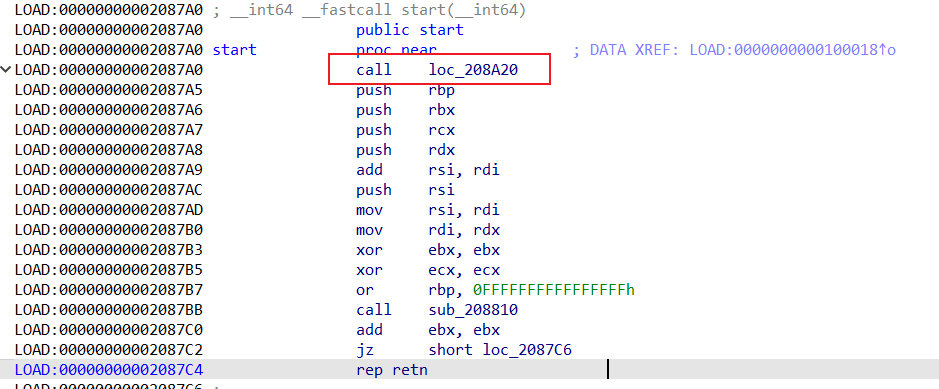 LOAD:00000000002087A0 ; __int64 __fastcall start(__int64)
LOAD:00000000002087A0 public start
LOAD:00000000002087A0 start proc near ; DATA XREF: LOAD:0000000000100018↑o
LOAD:00000000002087A0 call loc_208A20
LOAD:00000000002087A5 push rbp
LOAD:00000000002087A6 push rbx
LOAD:00000000002087A7 push rcx
LOAD:00000000002087A8 push rdx
LOAD:00000000002087A9 add rsi, rdi
LOAD:00000000002087AC push rsi
LOAD:00000000002087AD mov rsi, rdi
LOAD:00000000002087B0 mov rdi, rdx
LOAD:00000000002087B3 xor ebx, ebx
LOAD:00000000002087B5 xor ecx, ecx
LOAD:00000000002087B7 or rbp, 0FFFFFFFFFFFFFFFFh
LOAD:00000000002087BB call sub_208810
LOAD:00000000002087C0 add ebx, ebx
LOAD:00000000002087C2 jz short loc_2087C6
LOAD:00000000002087C4 rep retn
LOAD:00000000002087C6 ;